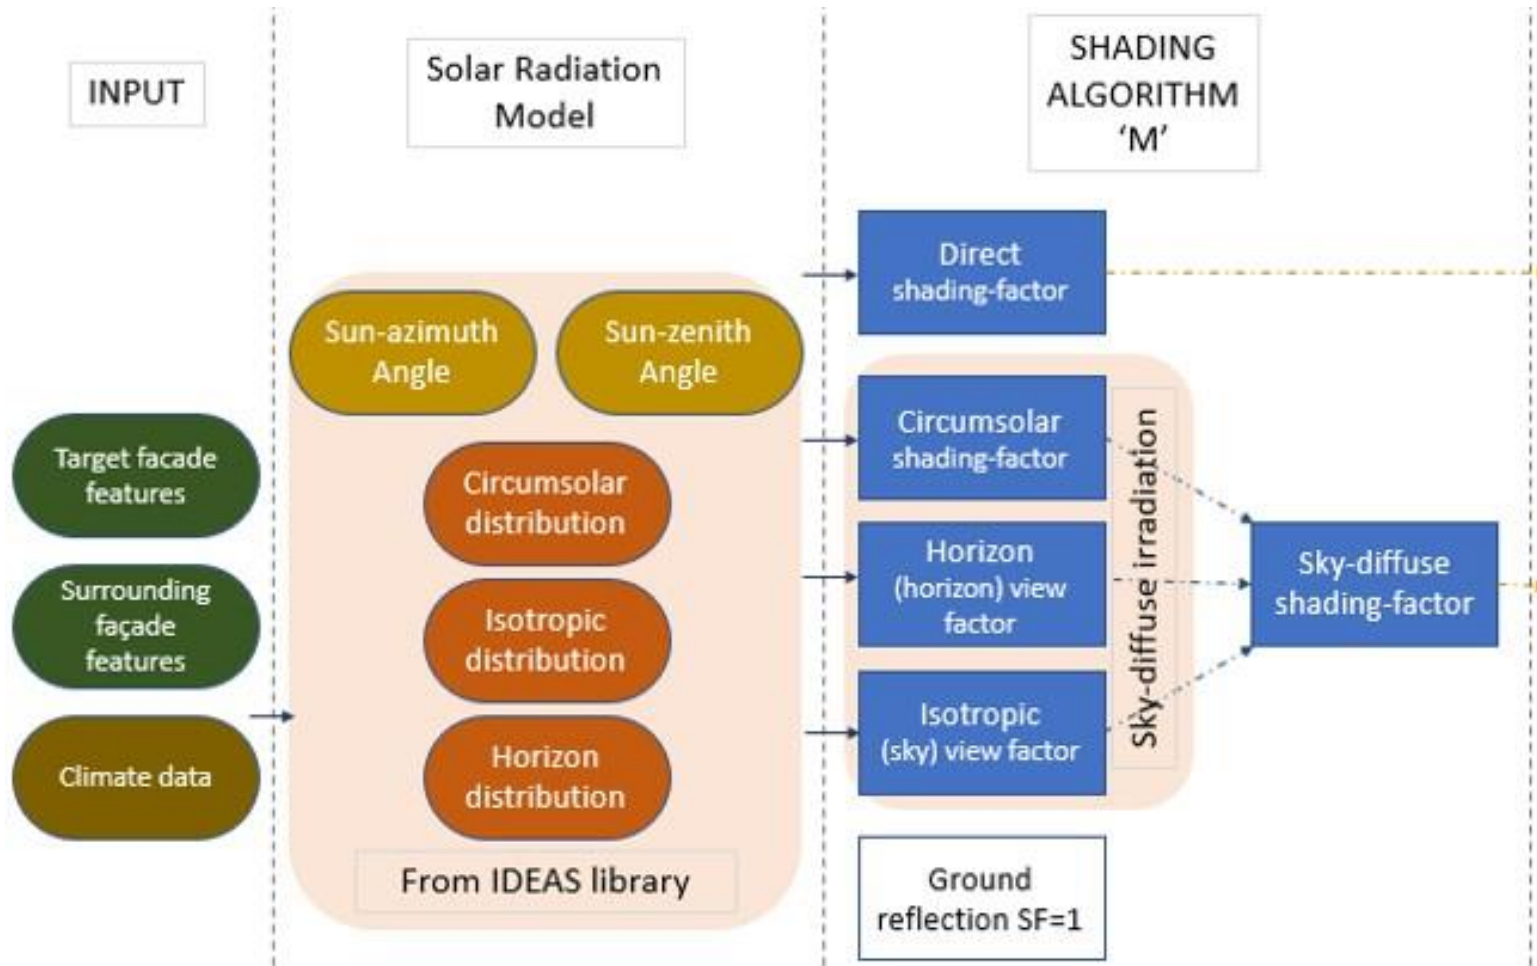 INPUT
Solar Radiation
Model
SHADING
ALGORITHM
‘M’
Target facade
features
Surrounding
façade
features
Climate data
Sun-azimuth
Angle
Sun-zenith
Angle
Circumsolar
distribution
Isotropic
distribution
Horizon
distribution
From IDEAS library
Direct
shading-factor
Circumsolar
shading-factor
Horizon
(horizon) view
factor
Isotropic
(sky) view factor
Sky-diffuse irradiation
Ground
reflection SF=1
Sky-diffuse
shading-factor